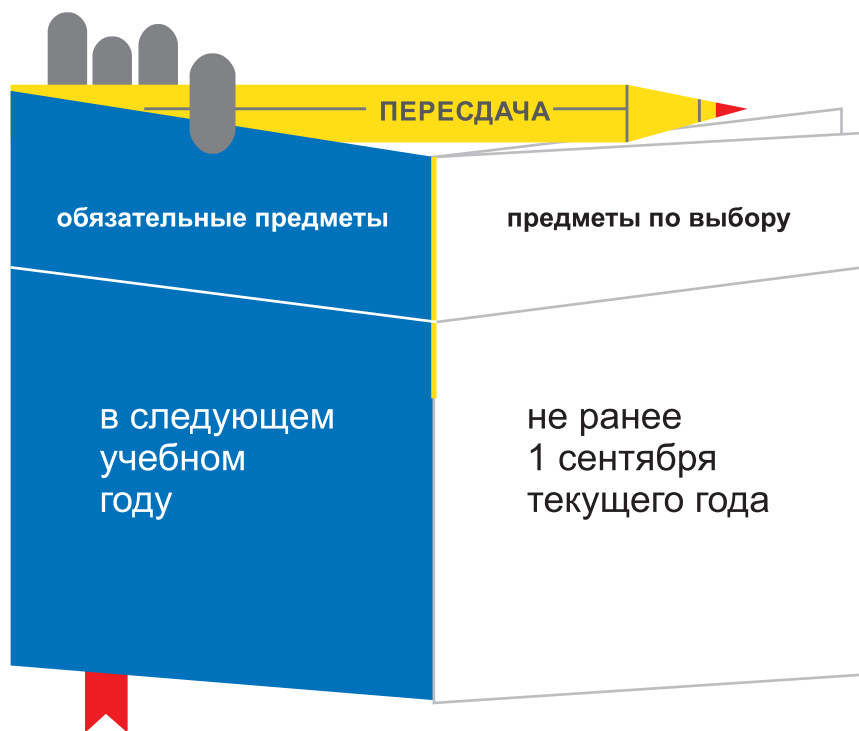 ПЕРЕСДАЧА
обязательные предметы
предметы по выбору
в следующем
учебном
году
не ранее
1 сентября
текущего года